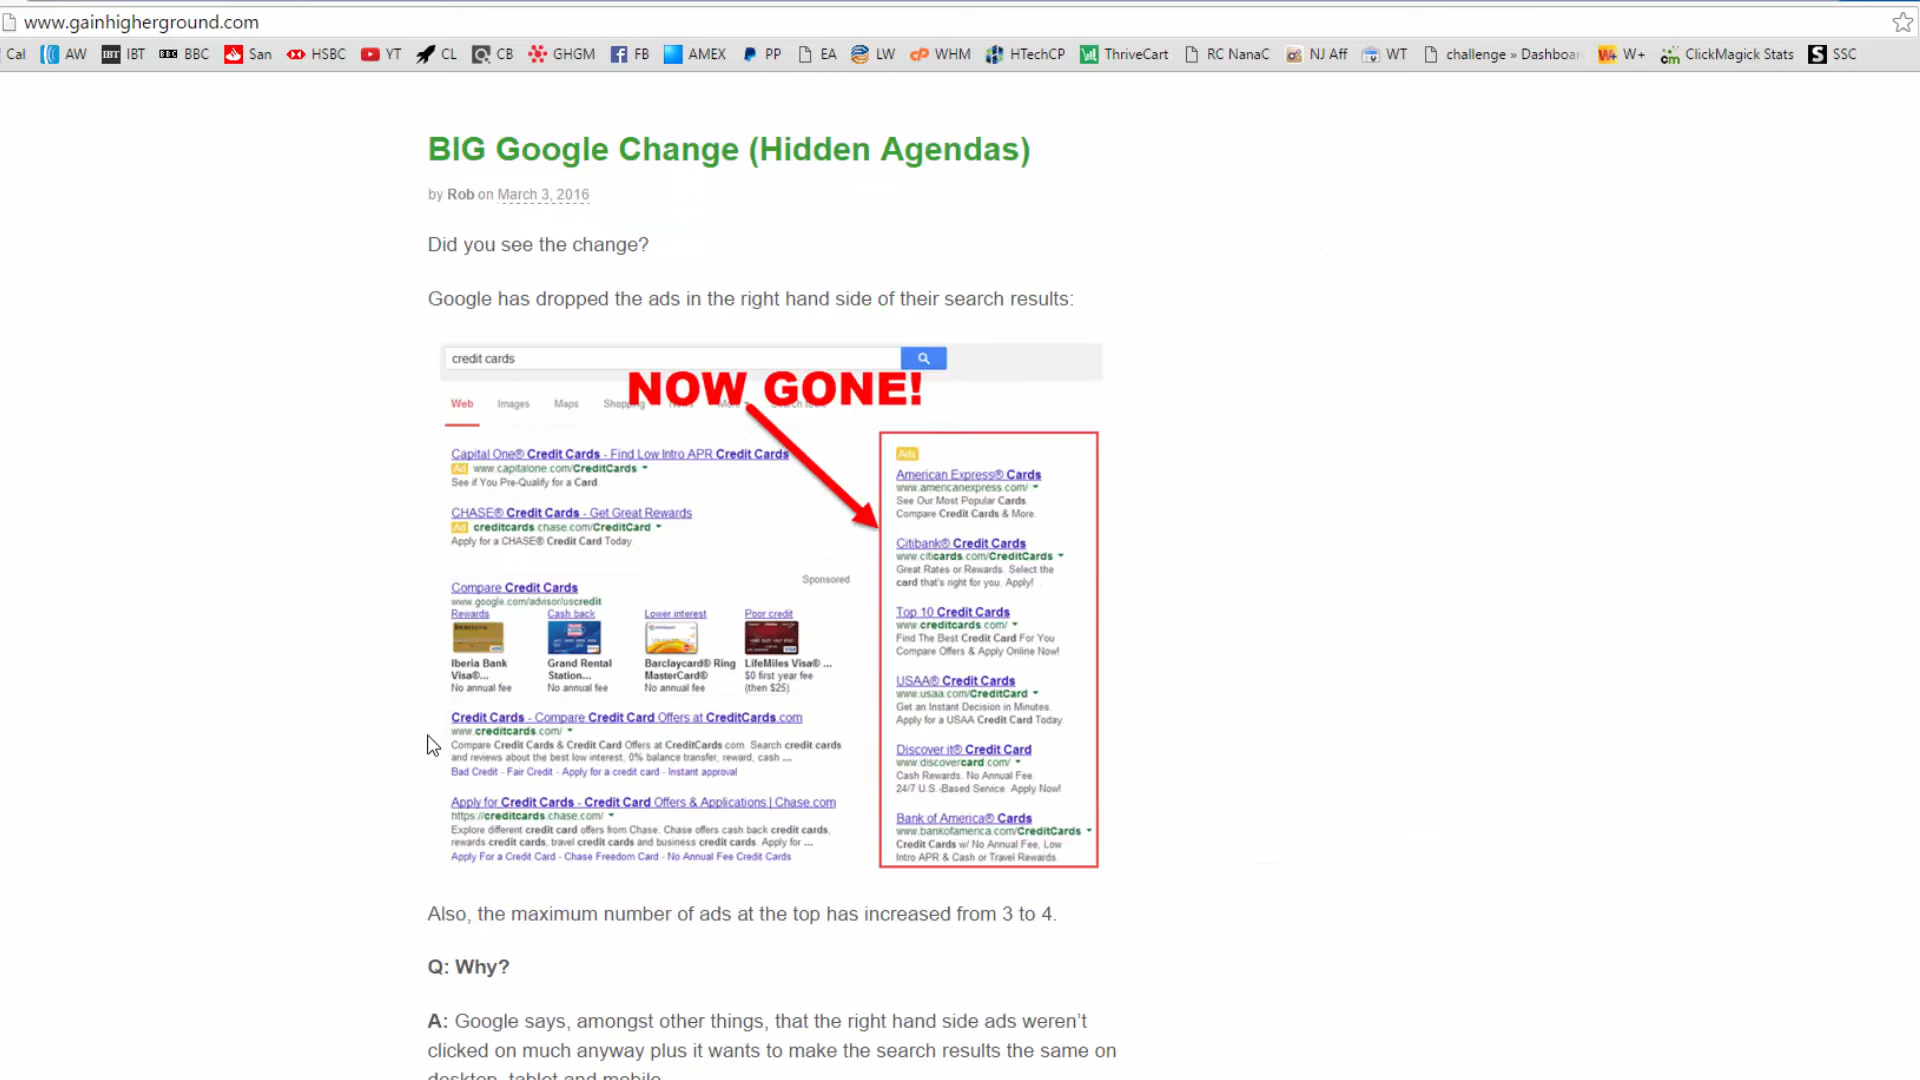 www.gainhigherground.com
Cal AW IBT BBC San HSBC YT CL CB GHGM FB AMEX PP EA LW WHM HTechCP ThriveCart RC NanaC NJ Aff WT challenge » Dashboar W+ ClickMagick Stats SSC
BIG Google Change (Hidden Agendas)
by Rob on March 3, 2016
Did you see the change?
Google has dropped the ads in the right hand side of their search results:
credit cards
NOW GONE!
Web Images Maps Shopping
Capital One® Credit Cards - Find Low Intro APR Credit Cards
Ad www.capitalone.com/CreditCards
See if You Pre-Qualify for a Card.
CHASE® Credit Cards - Get Great Rewards
Ad creditcards.chase.com/CreditCard
Apply for a CHASE® Credit Card Today.
Sponsored
Compare Credit Cards
www.google.com/advisor/uscredit
Rewards Cash back Lower interest Poor credit
Iberia Bank Grand Rental Barclaycard® Ring LifeMiles Visa® ...
Visa®... Station... MasterCard® $0 first year fee
No annual fee No annual fee No annual fee (then $25)
Credit Cards - Compare Credit Card Offers at CreditCards.com
www.creditcards.com/
Compare Credit Cards & Credit Card Offers at CreditCards.com. Search credit cards
and reviews about the best low interest, 0% balance transfer, reward, cash ...
Bad Credit - Fair Credit - Apply for a credit card - Instant approval
Apply for Credit Cards - Credit Card Offers & Applications | Chase.com
https://creditcards.chase.com/
Explore different credit card offers from Chase. Chase offers cash back credit cards,
rewards credit cards, travel credit cards and business credit cards. Apply for ...
Apply For a Credit Card - Chase Freedom Card - No Annual Fee Credit Cards
Ads
American Express® Cards
www.americanexpress.com/
See Our Most Popular Cards.
Compare Credit Cards & More.
Citibank® Credit Cards
www.citicards.com/CreditCards
Great Rates or Rewards. Select the
card that's right for you. Apply!
Top 10 Credit Cards
www.creditcards.com/
Find The Best Credit Card For You
Compare Offers & Apply Online Now!
USAA® Credit Cards
www.usaa.com/CreditCard
Get an Instant Decision in Minutes.
Apply for a USAA Credit Card Today.
Discover it® Credit Card
www.discovercard.com/
Cash Rewards. No Annual Fee.
24/7 U.S.-Based Service. Apply Now!
Bank of America® Cards
www.bankofamerica.com/CreditCards
Credit Cards w/ No Annual Fee, Low
Intro APR & Cash or Travel Rewards.
Also, the maximum number of ads at the top has increased from 3 to 4.
Q: Why?
A: Google says, amongst other things, that the right hand side ads weren't
clicked on much anyway plus it wants to make the search results the same on
desktop, tablet and mobile